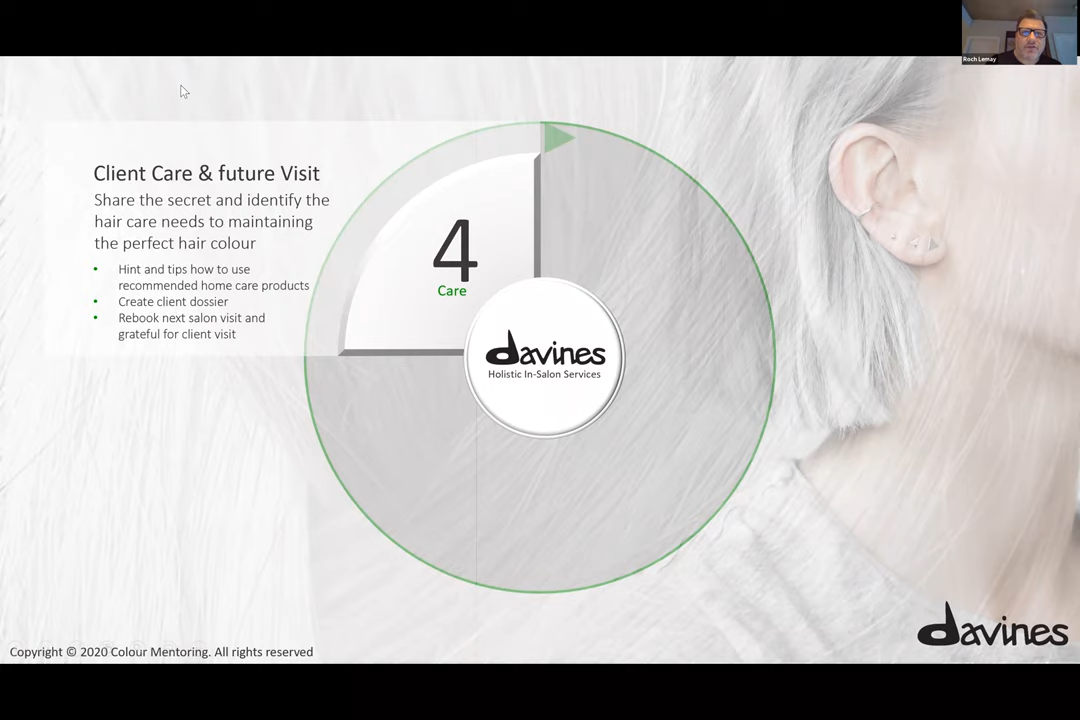 Roch Lemay
Client Care & future Visit
Share the secret and identify the
hair care needs to maintaining
the perfect hair colour
• Hint and tips how to use
recommended home care products
• Create client dossier
• Rebook next salon visit and
grateful for client visit
4
Care
davines
Holistic In-Salon Services
davines
Copyright © 2020 Colour Mentoring. All rights reserved